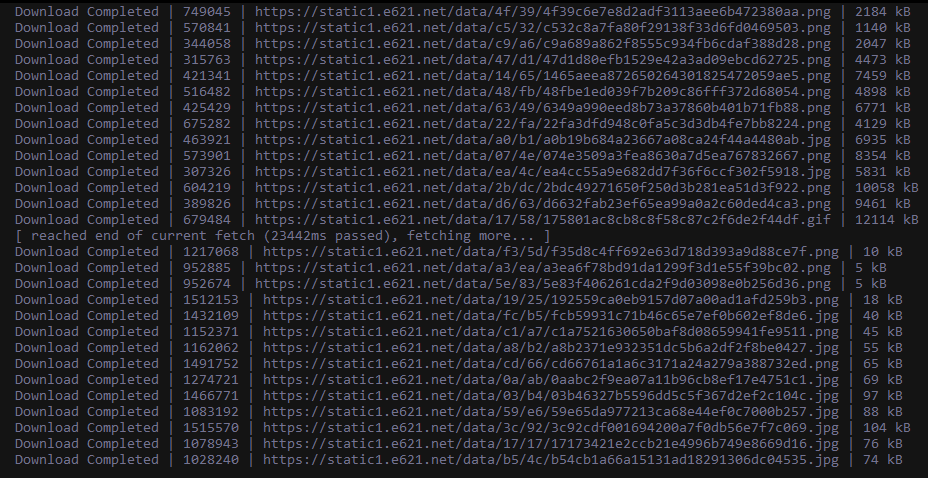 Download Completed | 749045 | https://static1.e621.net/data/4f/39/4f39c6e7e8d2adf3113aee6b472380aa.png | 2184 kB
Download Completed | 570841 | https://static1.e621.net/data/c5/32/c532c8a7fa80f29138f33d6fd0469503.png | 1140 kB
Download Completed | 344058 | https://static1.e621.net/data/c9/a6/c9a689a862f8555c934fb6cdaf388d28.png | 2047 kB
Download Completed | 315763 | https://static1.e621.net/data/47/d1/47d1d80efb1529e42a3ad09ebcd62725.png | 4473 kB
Download Completed | 421341 | https://static1.e621.net/data/14/65/1465aeea872650264301825472059ae5.png | 7459 kB
Download Completed | 516482 | https://static1.e621.net/data/48/fb/48fbe1ed039f7b209c86fff372d68054.png | 4898 kB
Download Completed | 425429 | https://static1.e621.net/data/63/49/6349a990eed8b73a37860b401b71fb88.png | 6771 kB
Download Completed | 675282 | https://static1.e621.net/data/22/fa/22fa3dfd948c0fa5c3d3db4fe7bb8224.png | 4129 kB
Download Completed | 463921 | https://static1.e621.net/data/a0/b1/a0b19b684a23667a08ca24f44a4480ab.jpg | 6935 kB
Download Completed | 573901 | https://static1.e621.net/data/07/4e/074e3509a3fea8630a7d5ea767832667.png | 8354 kB
Download Completed | 307326 | https://static1.e621.net/data/ea/4c/ea4cc55a9e682dd7f36f6ccf302f5918.jpg | 5831 kB
Download Completed | 604219 | https://static1.e621.net/data/2b/dc/2bdc49271650f250d3b281ea51d3f922.png | 10058 kB
Download Completed | 389826 | https://static1.e621.net/data/d6/63/d6632fab23ef65ea99a0a2c60ded4ca3.png | 9461 kB
Download Completed | 679484 | https://static1.e621.net/data/17/58/175801ac8cb8c8f58c87c2f6de2f44df.gif | 12114 kB
[ reached end of current fetch (23442ms passed), fetching more... ]
Download Completed | 1217068 | https://static1.e621.net/data/f3/5d/f35d8c4ff692e63d718d393a9d88ce7f.png | 10 kB
Download Completed | 952885 | https://static1.e621.net/data/a3/ea/a3ea6f78bd91da1299f3d1e55f39bc02.png | 5 kB
Download Completed | 952674 | https://static1.e621.net/data/5e/83/5e83f406261cda2f9d03098e0b256d36.png | 5 kB
Download Completed | 1512153 | https://static1.e621.net/data/19/25/192559ca0eb9157d07a00ad1afd259b3.png | 18 kB
Download Completed | 1432109 | https://static1.e621.net/data/fc/b5/fcb59931c71b46c65e7ef0b602ef8de6.jpg | 40 kB
Download Completed | 1152371 | https://static1.e621.net/data/c1/a7/c1a7521630650baf8d08659941fe9511.png | 45 kB
Download Completed | 1162062 | https://static1.e621.net/data/a8/b2/a8b2371e932351dc5b6a2df2f8be0427.jpg | 55 kB
Download Completed | 1491752 | https://static1.e621.net/data/cd/66/cd66761a1a6c3171a24a279a388732ed.png | 65 kB
Download Completed | 1274721 | https://static1.e621.net/data/0a/ab/0aabc2f9ea07a11b96cb8ef17e4751c1.jpg | 69 kB
Download Completed | 1466771 | https://static1.e621.net/data/03/b4/03b46327b5596dd5c5f367d2ef2c104c.jpg | 97 kB
Download Completed | 1083192 | https://static1.e621.net/data/59/e6/59e65da977213ca68e44ef0c7000b257.jpg | 88 kB
Download Completed | 1515570 | https://static1.e621.net/data/3c/92/3c92cdf001694200a7f0db56e7f7c069.jpg | 104 kB
Download Completed | 1078943 | https://static1.e621.net/data/17/17/17173421e2ccb21e4996b749e8669d16.jpg | 76 kB
Download Completed | 1028240 | https://static1.e621.net/data/b5/4c/b54cb1a66a15131ad18291306dc04535.jpg | 74 kB